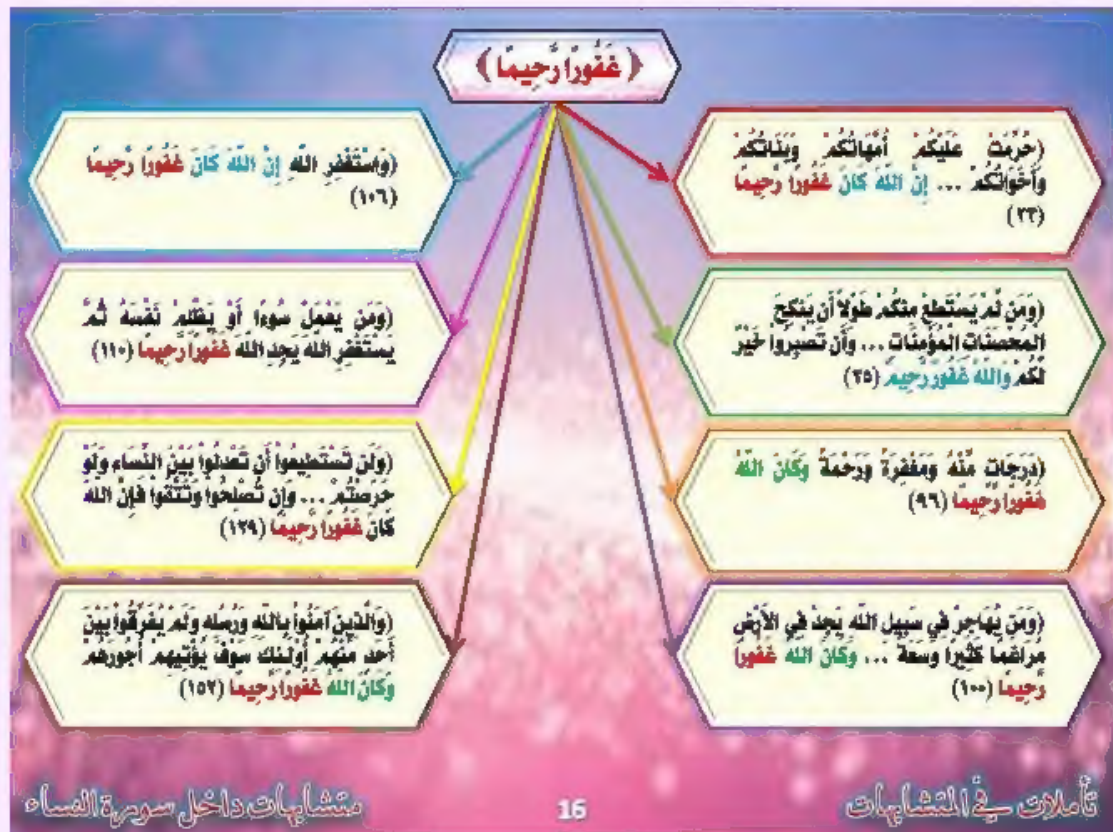 ﴿غَفُورًا رَّحِيمًا﴾
(حُرِّمَتْ عَلَيْكُمْ أُمَّهَاتُكُمْ وَبَنَاتُكُمْ
وَأَخَوَاتُكُمْ ... إِنَّ اللَّهَ كَانَ غَفُورًا رَّحِيمًا
(٢٣)
(وَمَن لَّمْ يَسْتَطِعْ مِنكُمْ طَوْلًا أَن يَنكِحَ
الْمُحْصَنَاتِ الْمُؤْمِنَاتِ ... وَأَن تَصْبِرُوا خَيْرٌ
لَّكُمْ وَاللَّهُ غَفُورٌ رَّحِيمٌ (٢٥)
(دَرَجَاتٍ مِّنْهُ وَمَغْفِرَةً وَرَحْمَةً وَكَانَ اللَّهُ
غَفُورًا رَّحِيمًا (٩٦)
(وَمَن يُهَاجِرْ فِي سَبِيلِ اللَّهِ يَجِدْ فِي الْأَرْضِ
مُرَاغَمًا كَثِيرًا وَسَعَةً ... وَكَانَ اللَّهُ غَفُورًا
رَّحِيمًا (١٠٠)
(وَاسْتَغْفِرِ اللَّهَ إِنَّ اللَّهَ كَانَ غَفُورًا رَّحِيمًا
(١٠٦)
(وَمَن يَعْمَلْ سُوءًا أَوْ يَظْلِمْ نَفْسَهُ ثُمَّ
يَسْتَغْفِرِ اللَّهَ يَجِدِ اللَّهَ غَفُورًا رَّحِيمًا (١١٠)
(وَلَن تَسْتَطِيعُوا أَن تَعْدِلُوا بَيْنَ النِّسَاءِ وَلَوْ
حَرَصْتُمْ ... وَإِن تُصْلِحُوا وَتَتَّقُوا فَإِنَّ اللَّهَ
كَانَ غَفُورًا رَّحِيمًا (١٢٩)
(وَالَّذِينَ آمَنُوا بِاللَّهِ وَرُسُلِهِ وَلَمْ يُفَرِّقُوا بَيْنَ
أَحَدٍ مِّنْهُمْ أُولَئِكَ سَوْفَ يُؤْتِيهِمْ أُجُورَهُمْ
وَكَانَ اللَّهُ غَفُورًا رَّحِيمًا (١٥٢)
تأملات في المتشابهات
16
متشابهات داخل سورة النساء